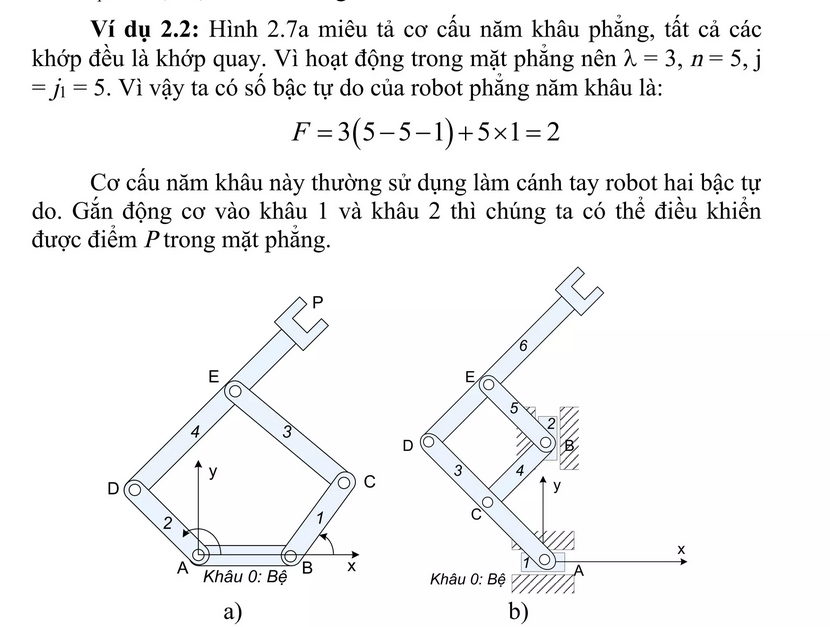 Ví dụ 2.2: Hình 2.7a miêu tả cơ cấu năm khâu phẳng, tất cả các
khớp đều là khớp quay. Vì hoạt động trong mặt phẳng nên λ = 3, n = 5, j
= j₁ = 5. Vì vậy ta có số bậc tự do của robot phẳng năm khâu là:
F = 3(5−5−1)+5×1 = 2
Cơ cấu năm khâu này thường sử dụng làm cánh tay robot hai bậc tự
do. Gắn động cơ vào khâu 1 và khâu 2 thì chúng ta có thể điều khiển
được điểm P trong mặt phẳng.
P
E
4
3
y
D
C
2
1
A
B
x
Khâu 0: Bệ
a)
6
E
5
2
D
B
3
4
y
C
x
1
A
Khâu 0: Bệ
b)